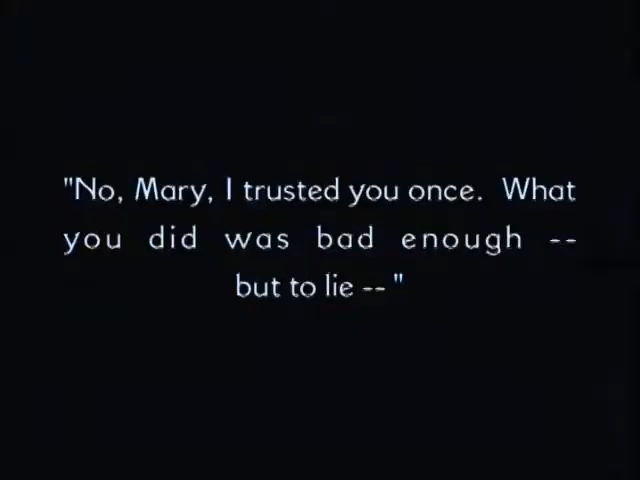 "No, Mary, I trusted you once. What
you did was bad enough --
but to lie -- "